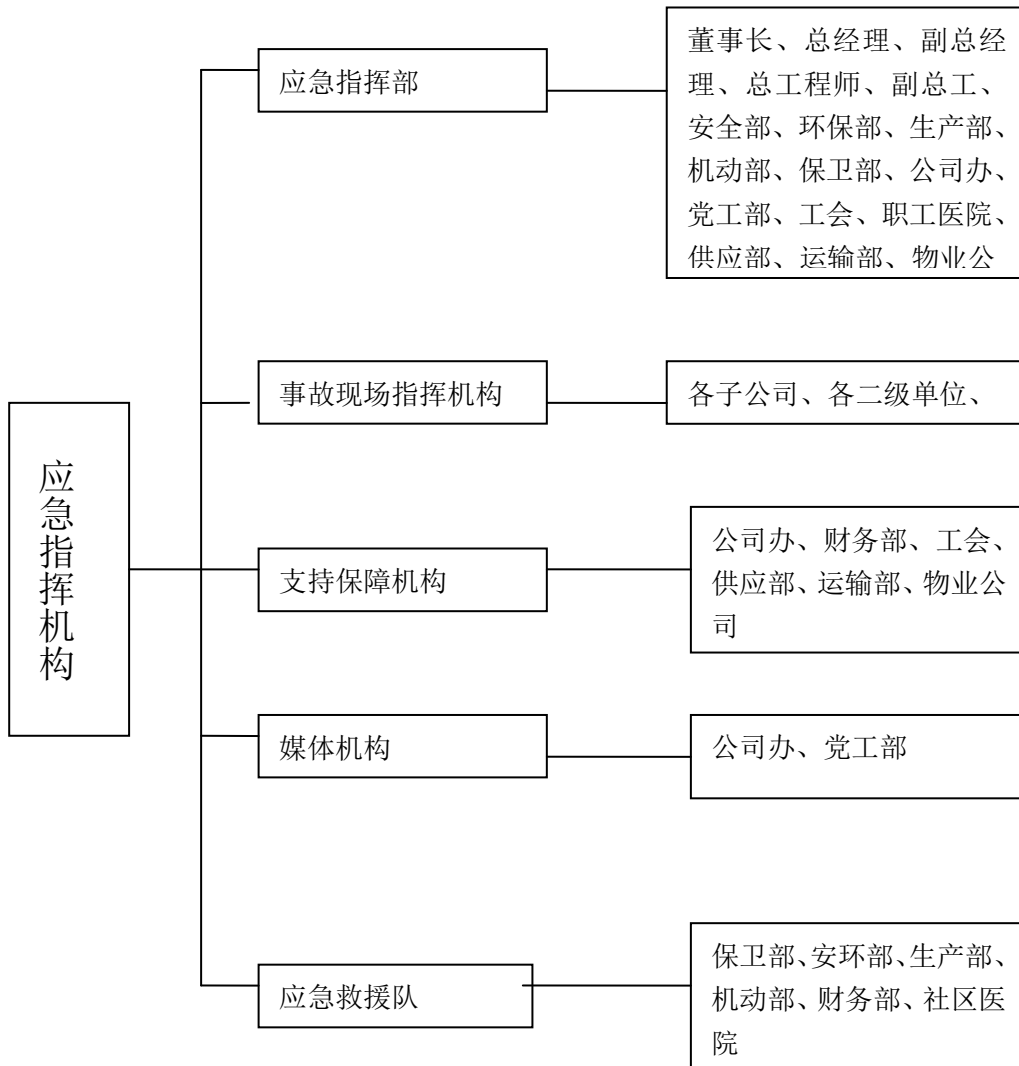 应急指挥机构
应急指挥部
董事长、总经理、副总经
理、总工程师、副总工、
安全部、环保部、生产部、
机动部、保卫部、公司办、
党工部、工会、职工医院、
供应部、运输部、物业公
事故现场指挥机构
各子公司、各二级单位、
支持保障机构
公司办、财务部、工会、
供应部、运输部、物业公
司
媒体机构
公司办、党工部
应急救援队
保卫部、安环部、生产部、
机动部、财务部、社区医
院